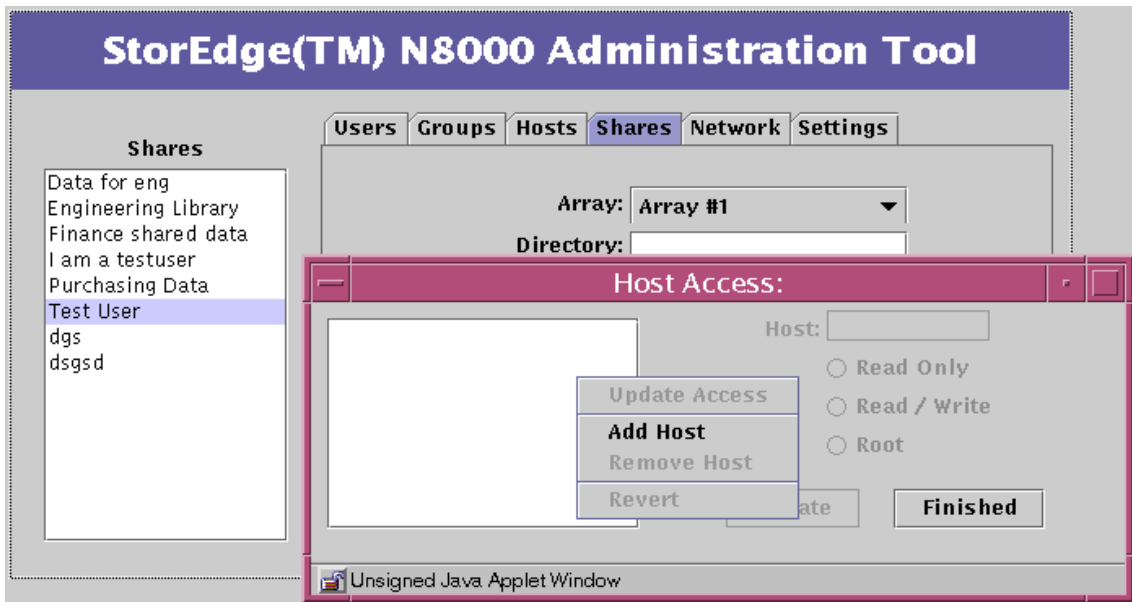 StorEdge(TM) N8000 Administration Tool
Users Groups Hosts Shares Network Settings
Shares
Data for eng
Engineering Library
Finance shared data
I am a testuser
Purchasing Data
Test User
dgs
dsgsd
Array: Array #1
Directory:
Host Access:
Host:
Read Only
Read / Write
Root
Update Access
Add Host
Remove Host
Revert
Finished
Unsigned Java Applet Window